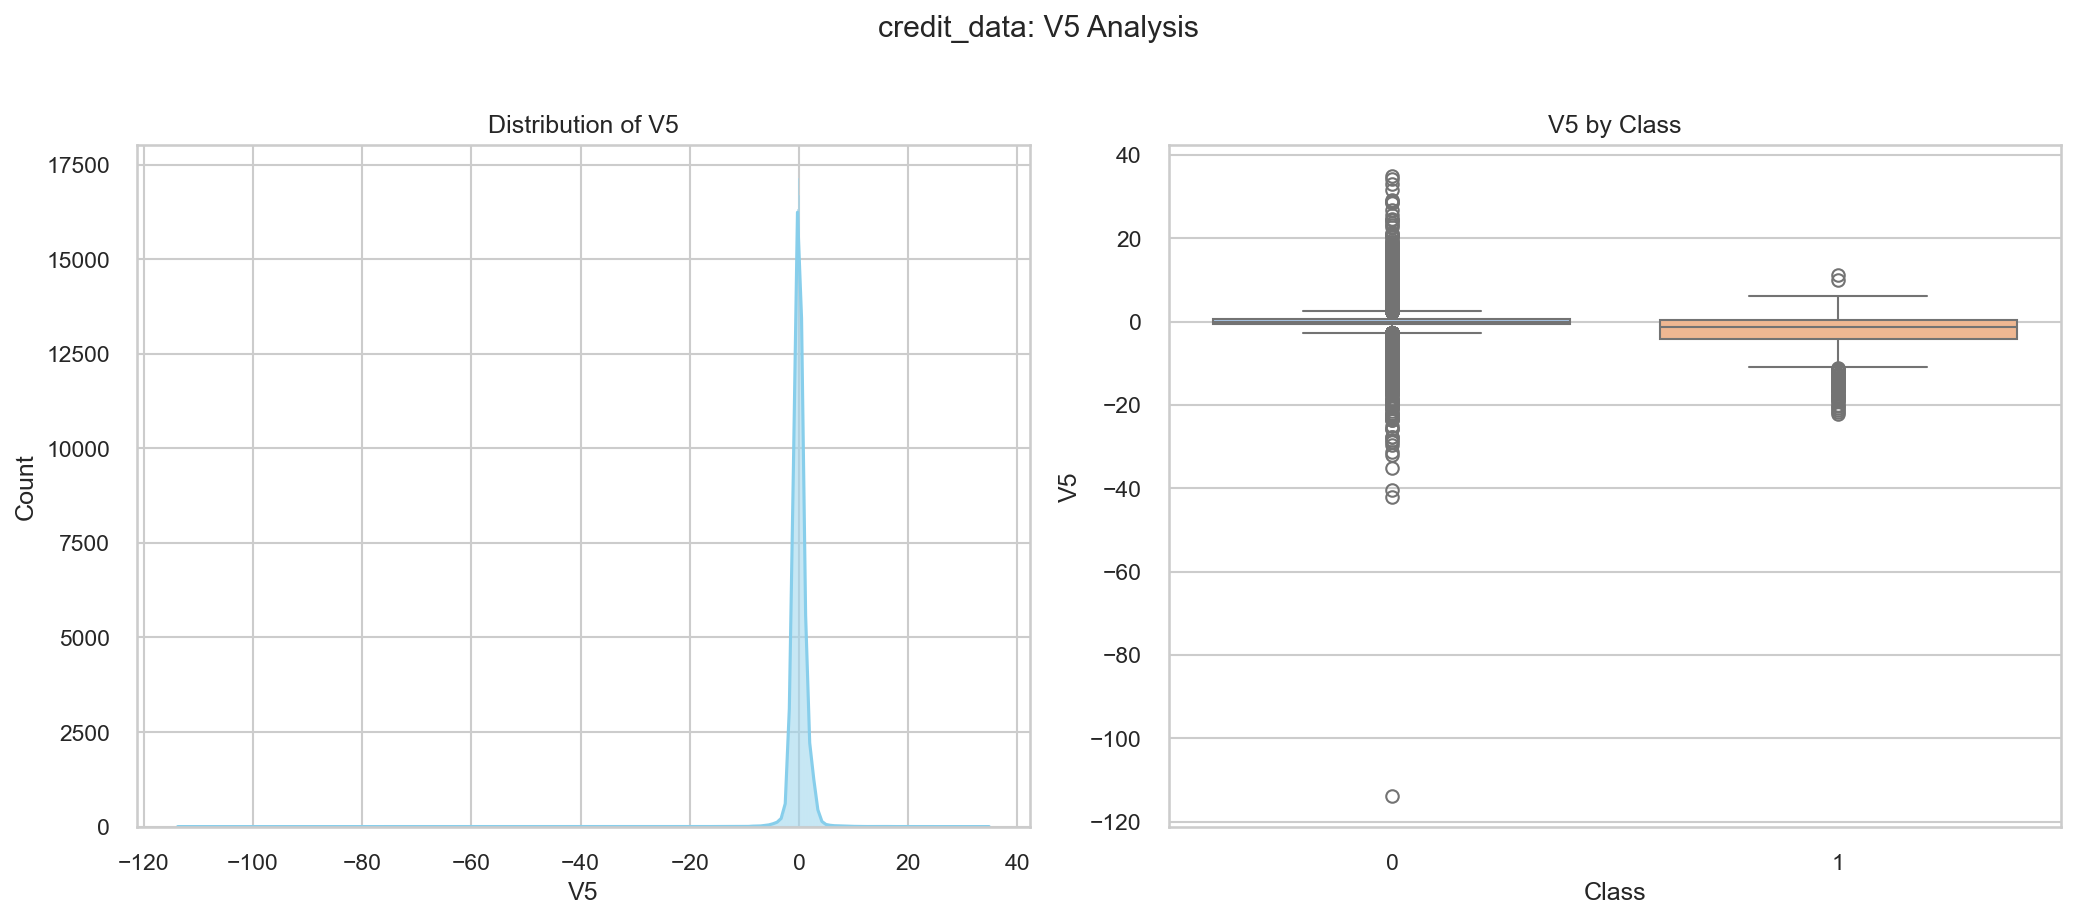 credit_data: V5 Analysis
Distribution of V5
17500
15000
12500
10000
7500
5000
2500
0
Count
−120 −100 −80 −60 −40 −20 0 20 40
V5
V5 by Class
40
20
0
−20
−40
−60
−80
−100
−120
V5
0 1
Class